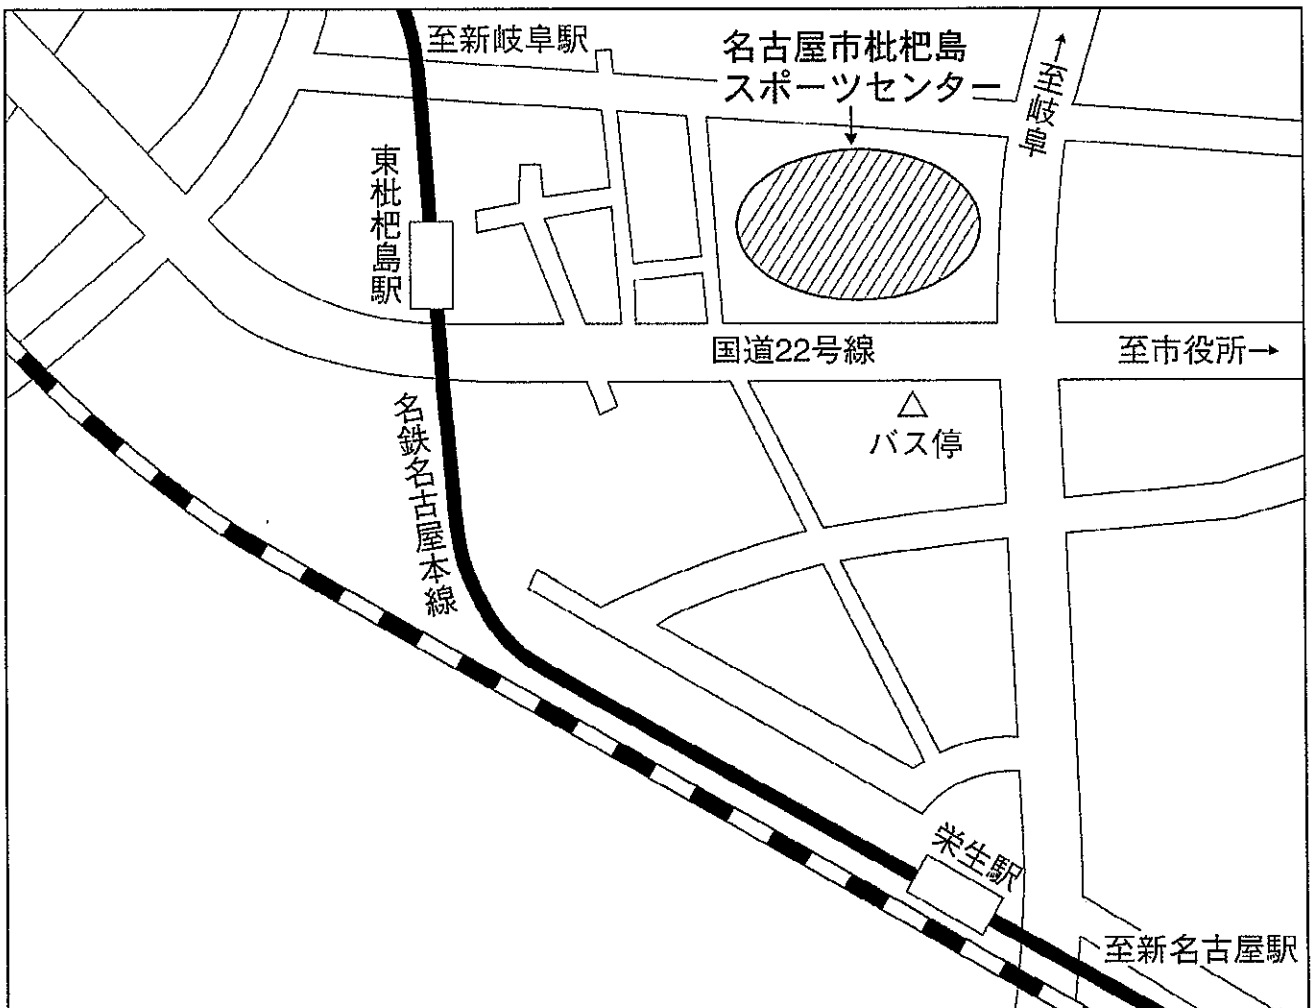 至新岐阜駅
名古屋市枇杷島
スポーツセンター
至岐阜
東枇杷島駅
国道22号線
至市役所→
バス停
名鉄名古屋本線
栄生駅
至新名古屋駅